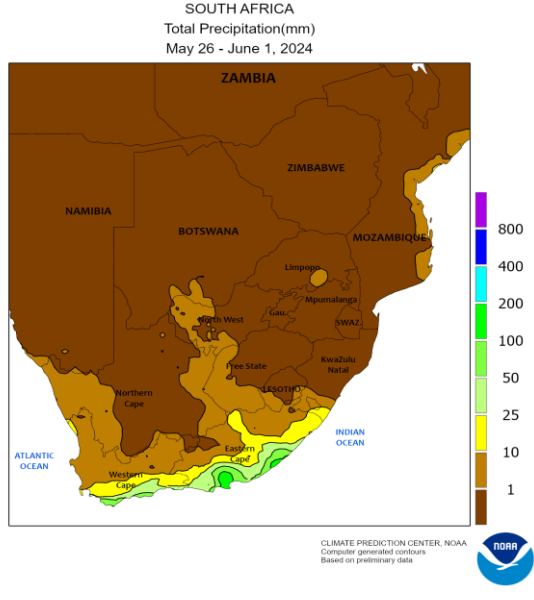 SOUTH AFRICA
Total Precipitation(mm)
May 26 - June 1, 2024
ZAMBIA
ZIMBABWE
NAMIBIA
BOTSWANA
MOZAMBIQUE
Limpopo
Mpumalanga
North West
Gau.
SWAZ.
Free State
KwaZulu
Natal
LESOTHO
Northern
Cape
Eastern
Cape
Western
Cape
ATLANTIC
OCEAN
INDIAN
OCEAN
800
400
200
100
50
25
10
1
CLIMATE PREDICTION CENTER, NOAA
Computer generated contours
Based on preliminary data
NOAA